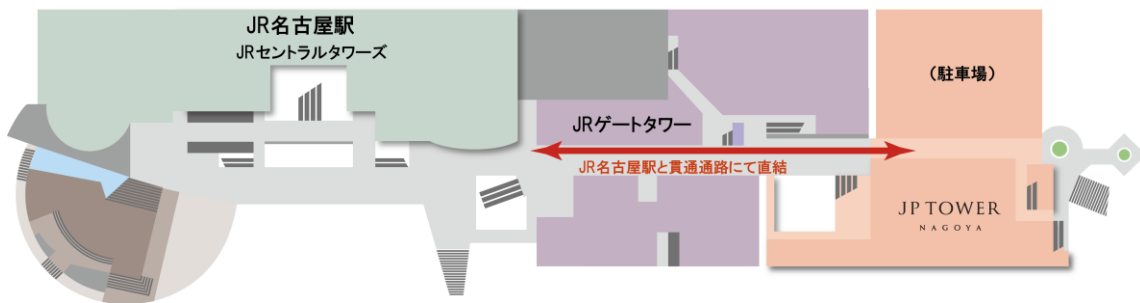 JR名古屋駅
JRセントラルタワーズ
（駐車場）
JRゲートタワー
JR名古屋駅と貫通通路にて直結
JP TOWER
NAGOYA